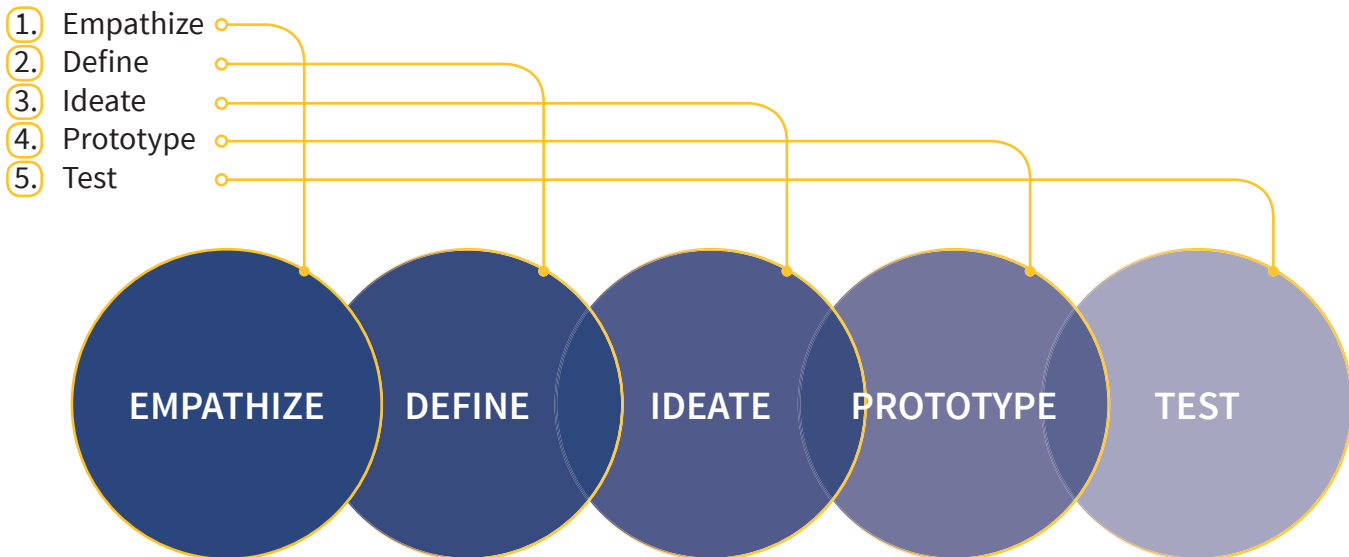 1. Empathize
2. Define
3. Ideate
4. Prototype
5. Test
EMPATHIZE DEFINE IDEATE PROTOTYPE TEST